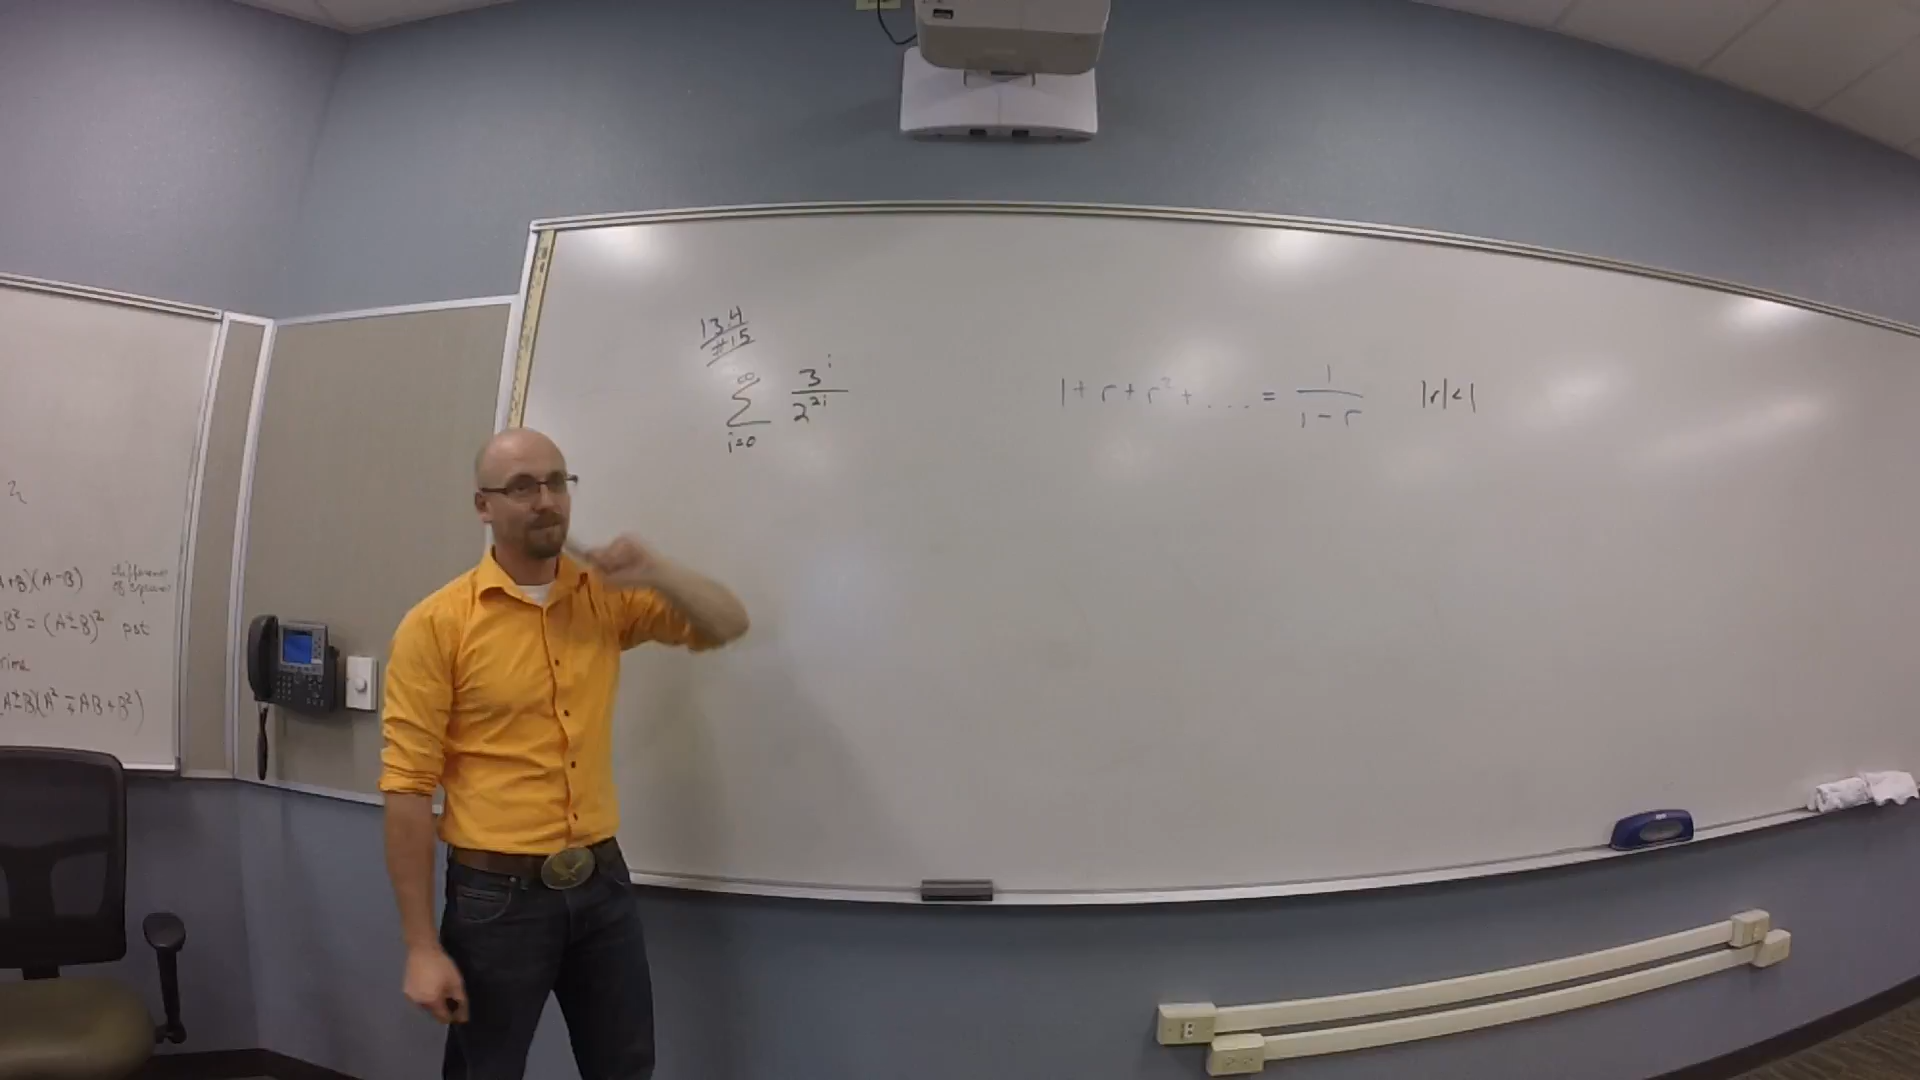 13.4
#15
∞
∑ 3^i / 2^{2i}
i=0
1 + r + r² + .... = 1 / (1 - r) |r|<1
+B)(A-B) difference of squares
B² = (A±B)² pst
rime
(A±B)(A² ∓ AB + B²)